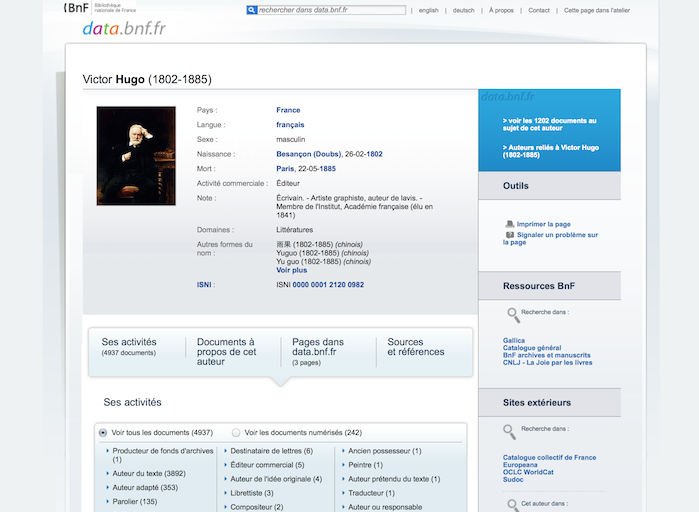 {BnF Bibliothèque nationale de France
rechercher dans data.bnf.fr | english | deutsch | À propos | Contact | Cette page dans l'atelier
data.bnf.fr
Victor Hugo (1802-1885)
Pays : France
Langue : français
Sexe : masculin
Naissance : Besançon (Doubs), 26-02-1802
Mort : Paris, 22-05-1885
Activité commerciale : Éditeur
Note : Écrivain. - Artiste graphiste, auteur de lavis. -
Membre de l'Institut, Académie française (élu en
1841)
Domaines : Littératures
Autres formes du nom : 雨果 (1802-1885) (chinois)
Yuguo (1802-1885) (chinois)
Yu guo (1802-1885) (chinois)
Voir plus
ISNI : ISNI 0000 0001 2120 0982
data.bnf.fr
> voir les 1202 documents au
sujet de cet auteur
> Auteurs reliés à Victor Hugo
(1802-1885)
Outils
Imprimer la page
Signaler un problème sur
la page
Ressources BnF
Recherche dans :
Gallica
Catalogue général
BnF archives et manuscrits
CNLJ - La Joie par les livres
Sites extérieurs
Recherche dans :
Catalogue collectif de France
Europeana
OCLC WorldCat
Sudoc
Cet auteur dans :
Ses activités
(4937 documents)
Documents à
propos de cet
auteur
Pages dans
data.bnf.fr
(3 pages)
Sources
et références
Ses activités
Voir tous les documents (4937) Voir les documents numérisés (242)
Producteur de fonds d'archives
(1)
Auteur du texte (3892)
Auteur adapté (353)
Parolier (135)
Destinataire de lettres (6)
Éditeur commercial (5)
Auteur de l'idée originale (4)
Librettiste (3)
Compositeur (2)
Ancien possesseur (1)
Peintre (1)
Auteur prétendu du texte (1)
Traducteur (1)
Auteur ou responsable